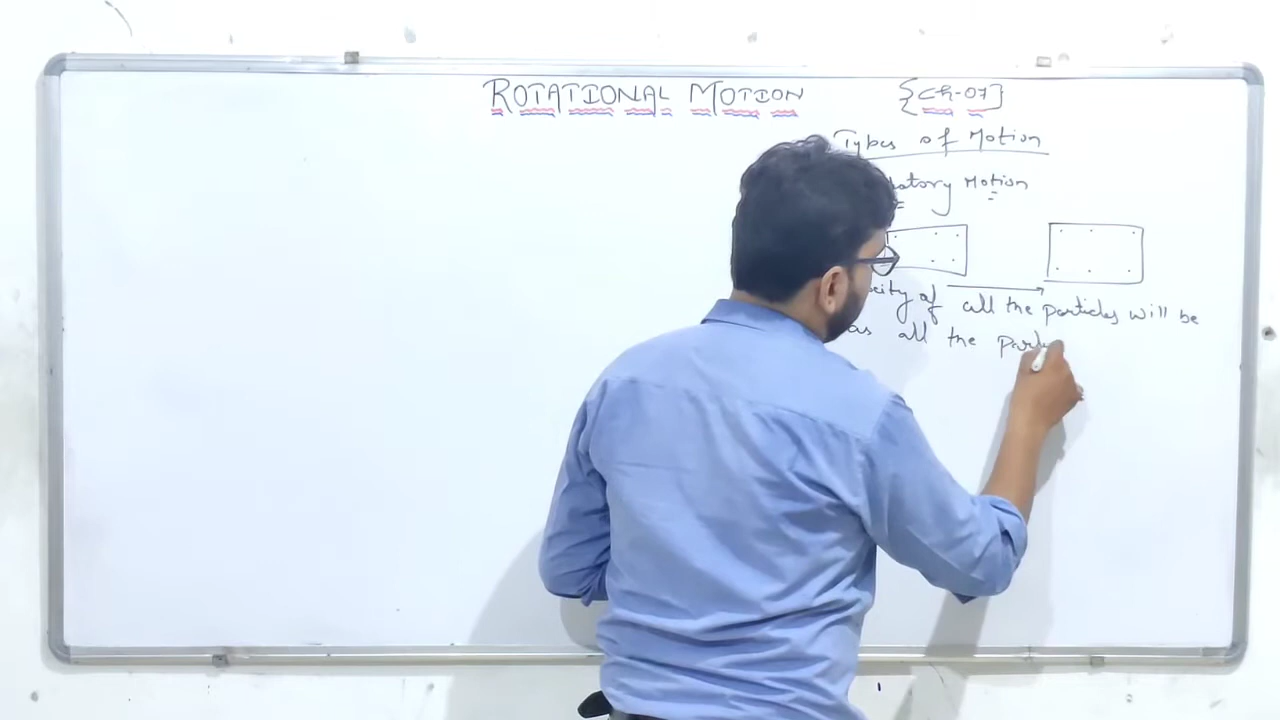 ROTATIONAL MOTION {Ch-07}
Types of Motion
latory Motion
city of all the particles will be
as all the parti